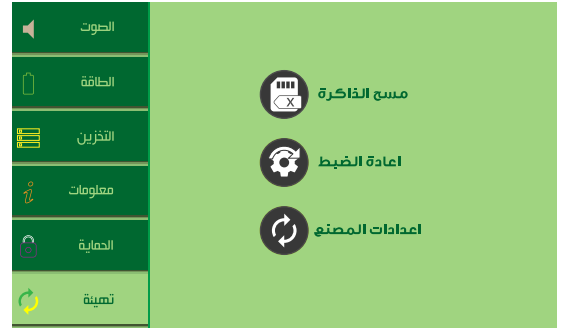 الصوت
الطاقة
التخزين
معلومات
الحماية
تهيئة
مسح الذاكرة
X
اعادة الضبط
اعدادات المصنع